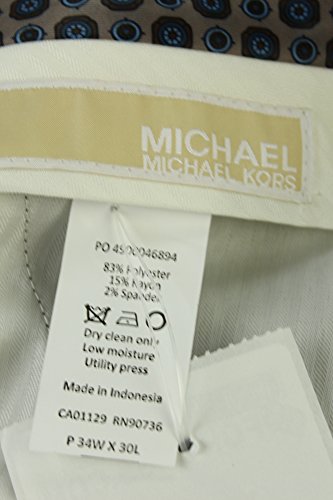 MICHAEL
MICHAEL KORS
PO 4500046894
83% Polyester
15% Rayon
2% Spandex
Dry clean only
Low moisture
Utility press
Made in Indonesia
CA01129 RN90736
P 34W X 30L